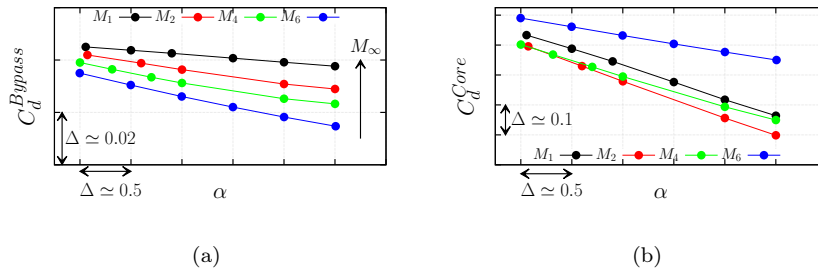 M₁ M₂ M₄ M₆
C_d^{Bypass}
M_∞
Δ ≃ 0.02
Δ ≃ 0.5
α
(a)
C_d^{Core}
Δ ≃ 0.1
M₁ M₂ M₄ M₆
Δ ≃ 0.5
α
(b)